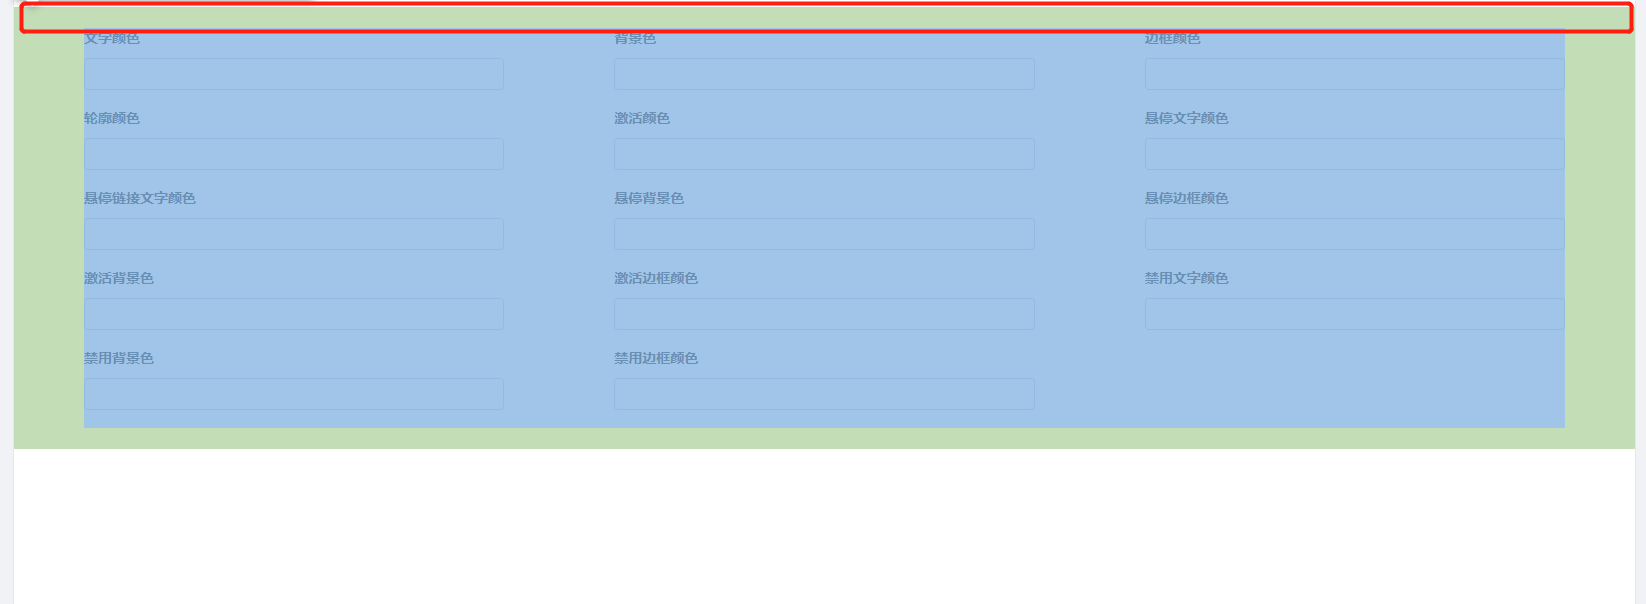 文字颜色 背景色 边框颜色
轮廓颜色 激活颜色 悬停文字颜色
悬停链接文字颜色 悬停背景色 悬停边框颜色
激活背景色 激活边框颜色 禁用文字颜色
禁用背景色 禁用边框颜色